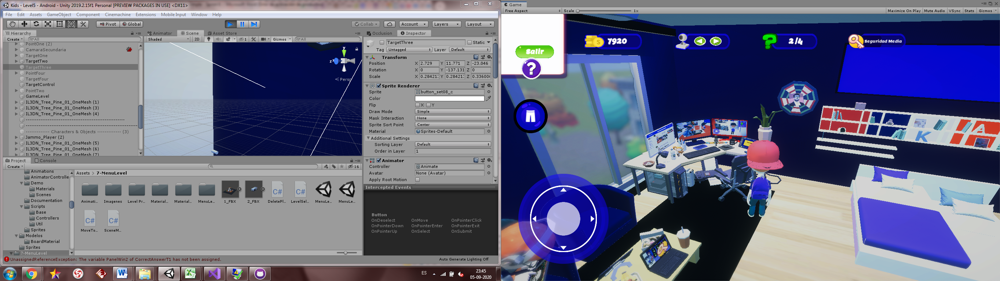 Kids - Level5 - Android - Unity 2019.2.15f1 Personal [PREVIEW PACKAGES IN USE] <DX11>
File Edit Assets GameObject Component Cinemachine Extensions Mobile Input Window Help
Pivot Global Collab Account Layers Layout
Hierarchy
Create All
PointOne (2)
CamaraSecundaria
TargetOne
TargetTwo
TargetThree
PointFour
TargetFour
TargetControl
PointTwo
GameLevel
IL3DN_Tree_Pine_01_OneMesh (1)
IL3DN_Tree_Pine_01_OneMesh (3)
IL3DN_Tree_Pine_01_OneMesh (4)
Characters & Objects ------------ (3)
Jammo_Player (2)
IL3DN_Tree_Pine_01_OneMesh (5)
IL3DN_Tree_Pine_01_OneMesh (6)
IL3DN_Tree_Pine_01_OneMesh (7)
Animator Scene Asset Store
Shaded 2D 1 Gizmos All
y
z
Persp
Occlusion Inspector
TargetThree Static
Tag Untagged Layer Default
Transform
Position X 2.729 Y 11.771 Z -23.046
Rotation X 0 Y -137.131 Z 0
Scale X 0.28421 Y 0.28421 Z 0.33600
Sprite Renderer
Sprite button_set08_c
Color
Flip X Y
Draw Mode Simple
Mask Interaction None
Sprite Sort Point Center
Material Sprites-Default
Additional Settings
Sorting Layer Default
Order in Layer 1
Animator
Controller Animate
Avatar None (Avatar)
Apply Root Motion
Intercepted Events
Button
OnDeselect OnMove OnPointerClick
OnPointerDown OnPointerEnter OnPointerExit
OnPointerUp OnSelect OnSubmit
Project Console
Create 16
Animations
AnimatorControlle
Demo
Materials
Scenes
Documentation
Scripts
Base
Controllers
Util
Sprites
Modelos
BoardMaterial
Sprites
7-MenuLevel
Assets > 7-MenuLevel
Animati... Imagenes Level Pr... Material... Material... MenuLe... 1_FBX 2_FBX DeletePl... LevelSel... MenuLe... MenuLe...
C# C#
MoveTo... SceneM...
UnassignedReferenceException: The variable PanelWin2 of CorrectAnswerT1 has not been assigned.
Auto Generate Lighting Off
ES 23:45
05-09-2020
Game
Free Aspect Scale 1x Maximize On Play Mute Audio VSync Stats Gizmos
Salir
?
7920
2/4
Seguridad Media
A
K